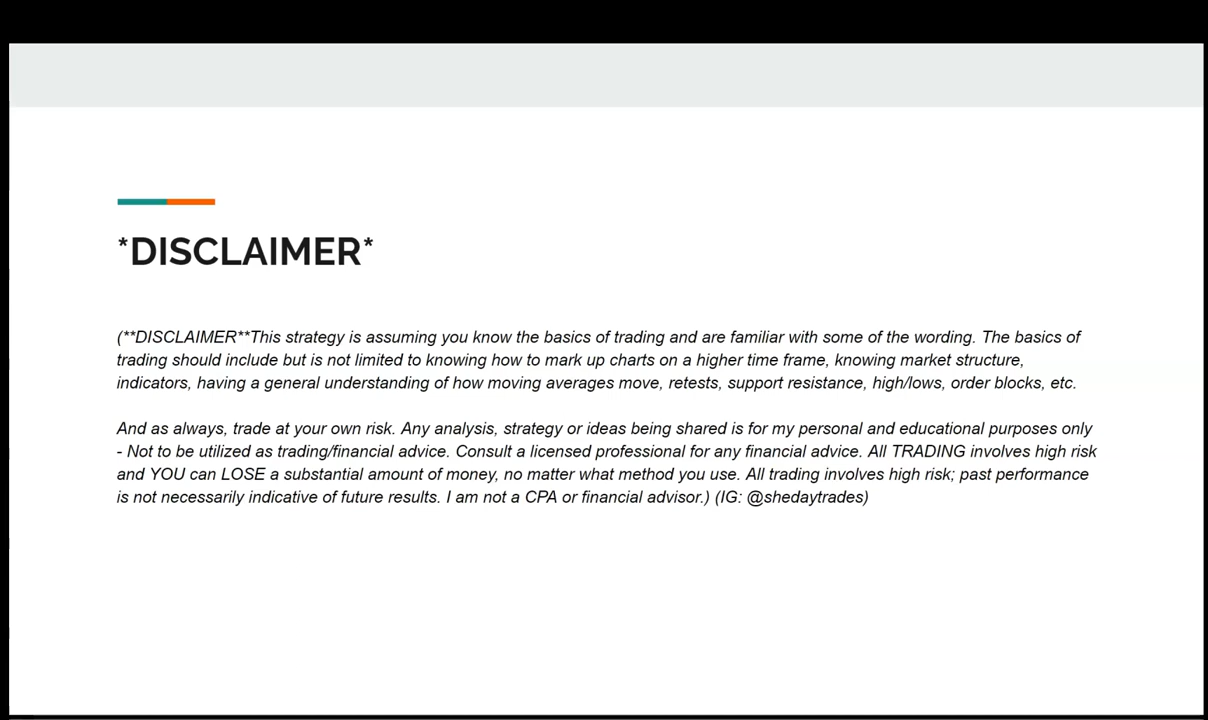 *DISCLAIMER*
(**DISCLAIMER**This strategy is assuming you know the basics of trading and are familiar with some of the wording. The basics of
trading should include but is not limited to knowing how to mark up charts on a higher time frame, knowing market structure,
indicators, having a general understanding of how moving averages move, retests, support resistance, high/lows, order blocks, etc.
And as always, trade at your own risk. Any analysis, strategy or ideas being shared is for my personal and educational purposes only
- Not to be utilized as trading/financial advice. Consult a licensed professional for any financial advice. All TRADING involves high risk
and YOU can LOSE a substantial amount of money, no matter what method you use. All trading involves high risk; past performance
is not necessarily indicative of future results. I am not a CPA or financial advisor.) (IG: @shedaytrades)